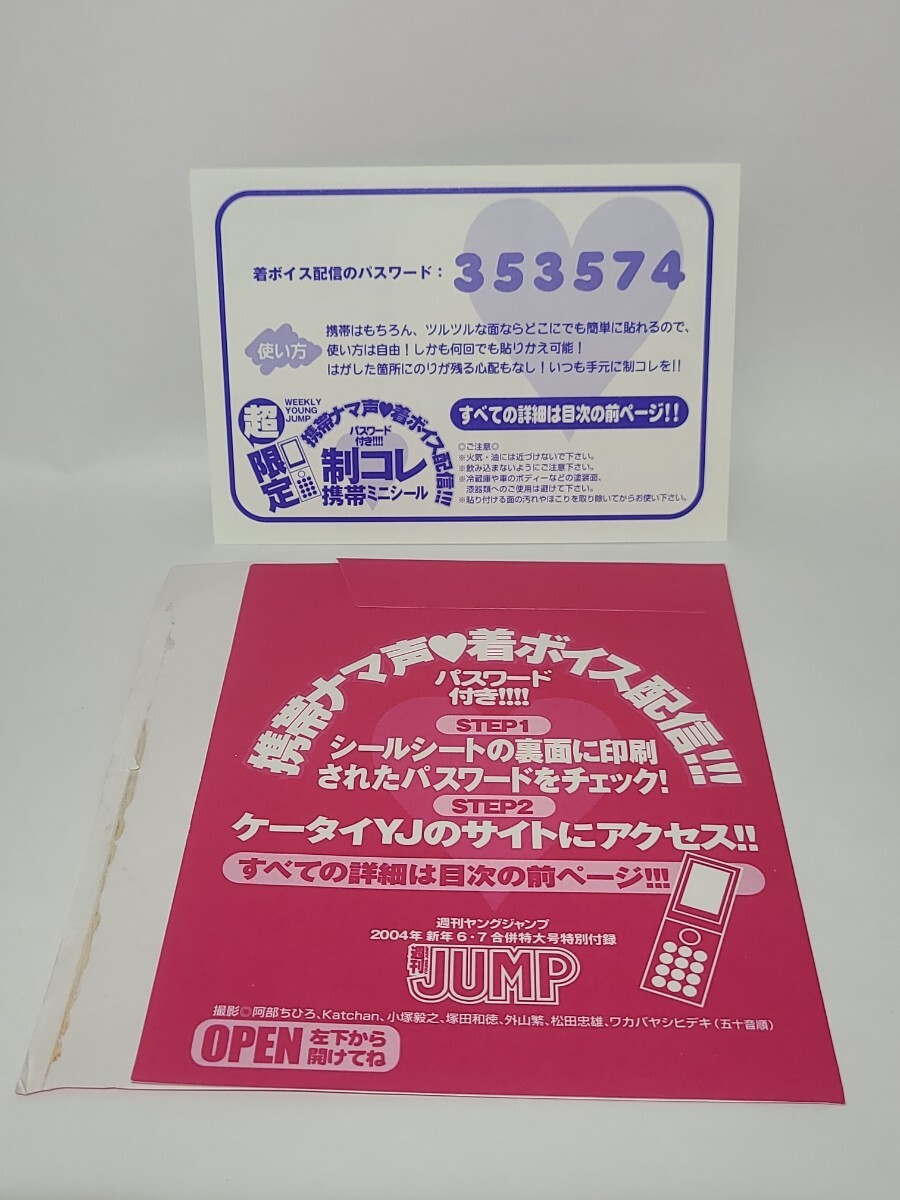 着ボイス配信のパスワード：353574
使い方
携帯はもちろん、ツルツルな面ならどこにでも簡単に貼れるので、
使い方は自由！しかも何回でも貼りかえ可能！
はがした箇所にのりが残る心配もなし！いつも手元に制コレを!!
超限定
WEEKLY
YOUNG
JUMP
携帯ナマ声♥着ボイス配信!!!
パスワード
付き!!!!
制コレ
携帯ミニシール
すべての詳細は目次の前ページ!!
◎ご注意◎
※火気・油には近づけないで下さい。
※飲み込まないようにご注意下さい。
※冷蔵庫や車のボディーなどの塗装面、
漆器類へのご使用は避けて下さい。
※貼り付ける面の汚れやほこりを取り除いてからお使い下さい。
携帯ナマ声♥着ボイス配信!!!
パスワード
付き!!!!
STEP1
シールシートの裏面に印刷
されたパスワードをチェック!
STEP2
ケータイYJのサイトにアクセス!!
すべての詳細は目次の前ページ!!!
週刊ヤングジャンプ
2004年 新年6・7合併特大号特別付録
週刊 JUMP
撮影◎阿部ちひろ、Katchan、小塚毅之、塚田和徳、外山繁、松田忠雄、ワカバヤシヒデキ（五十音順）
OPEN 左下から
開けてね